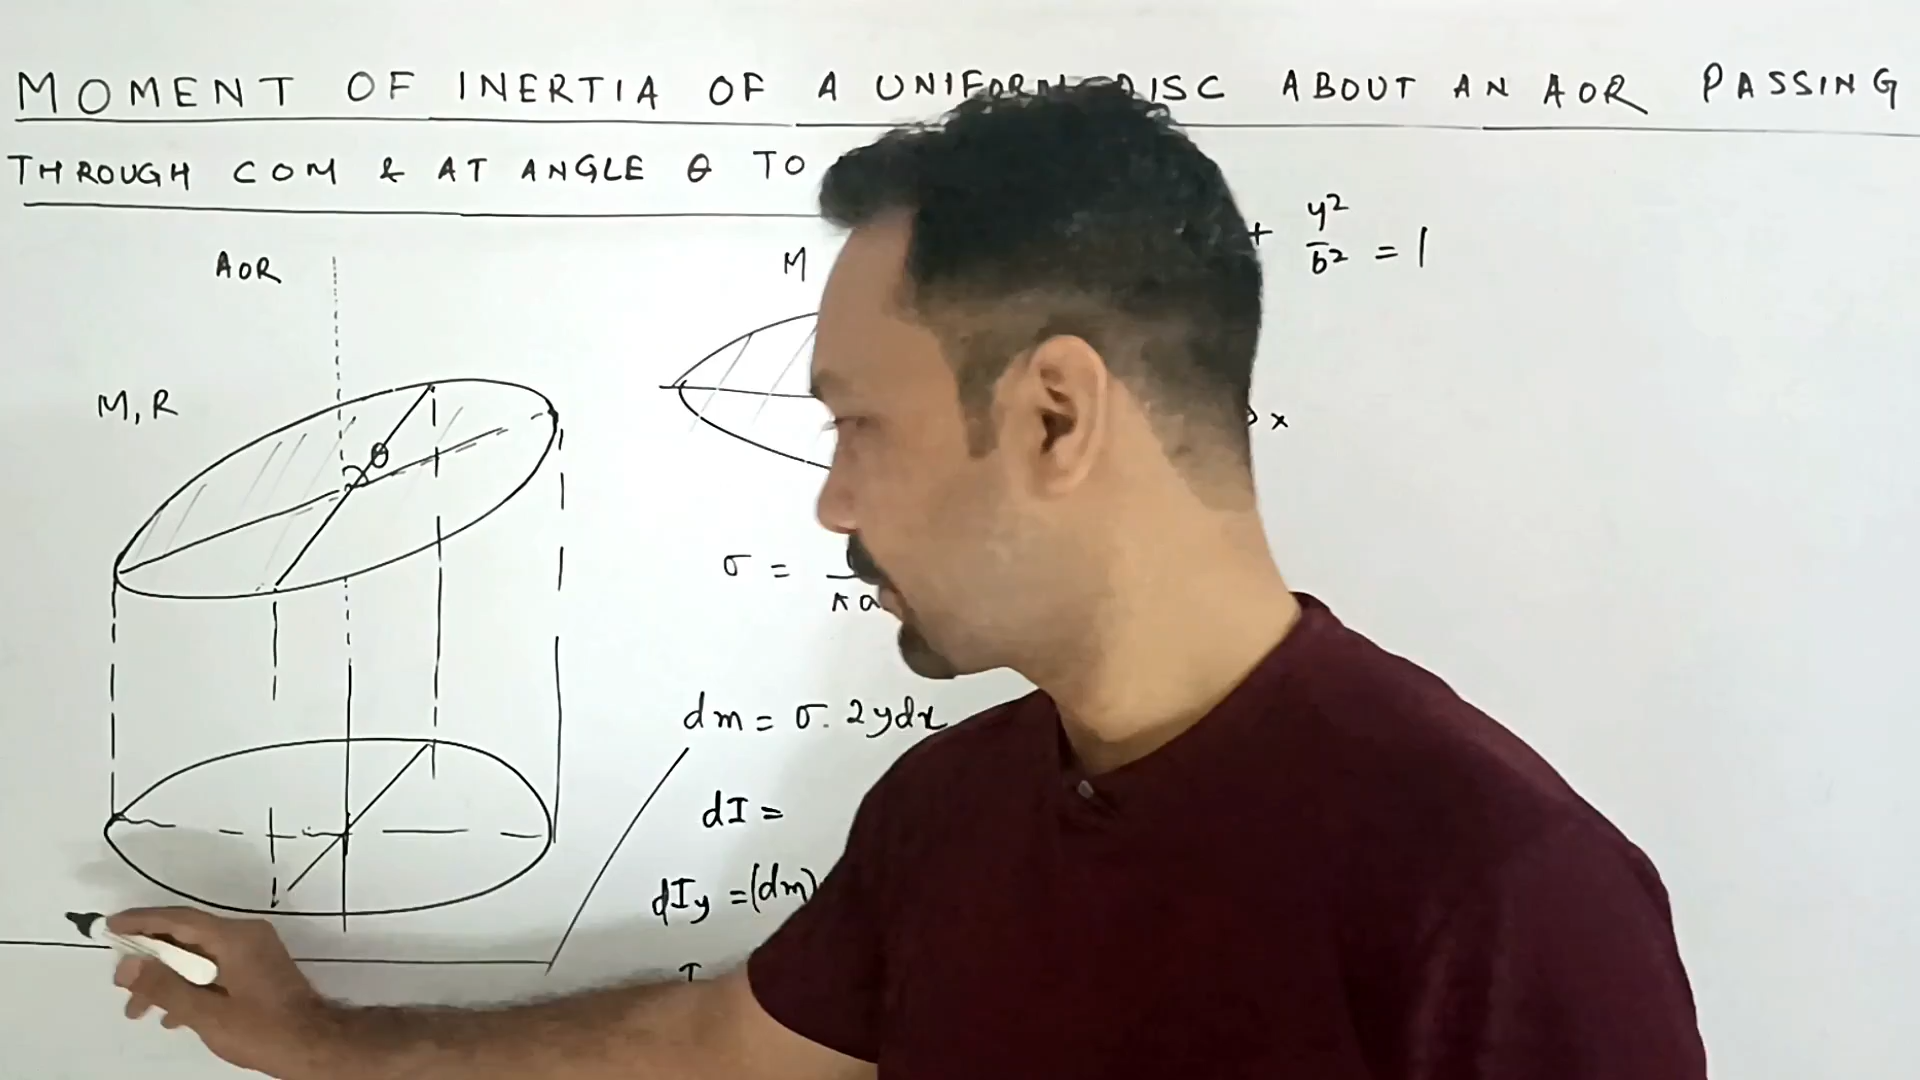 MOMENT OF INERTIA OF A UNIFORM DISC ABOUT AN AOR PASSING
THROUGH COM & AT ANGLE θ TO
AOR
M, R
θ
M
+ y²/b² = 1
x
σ =
π a
dm = σ. 2ydx
dI =
dIy = (dm)
I